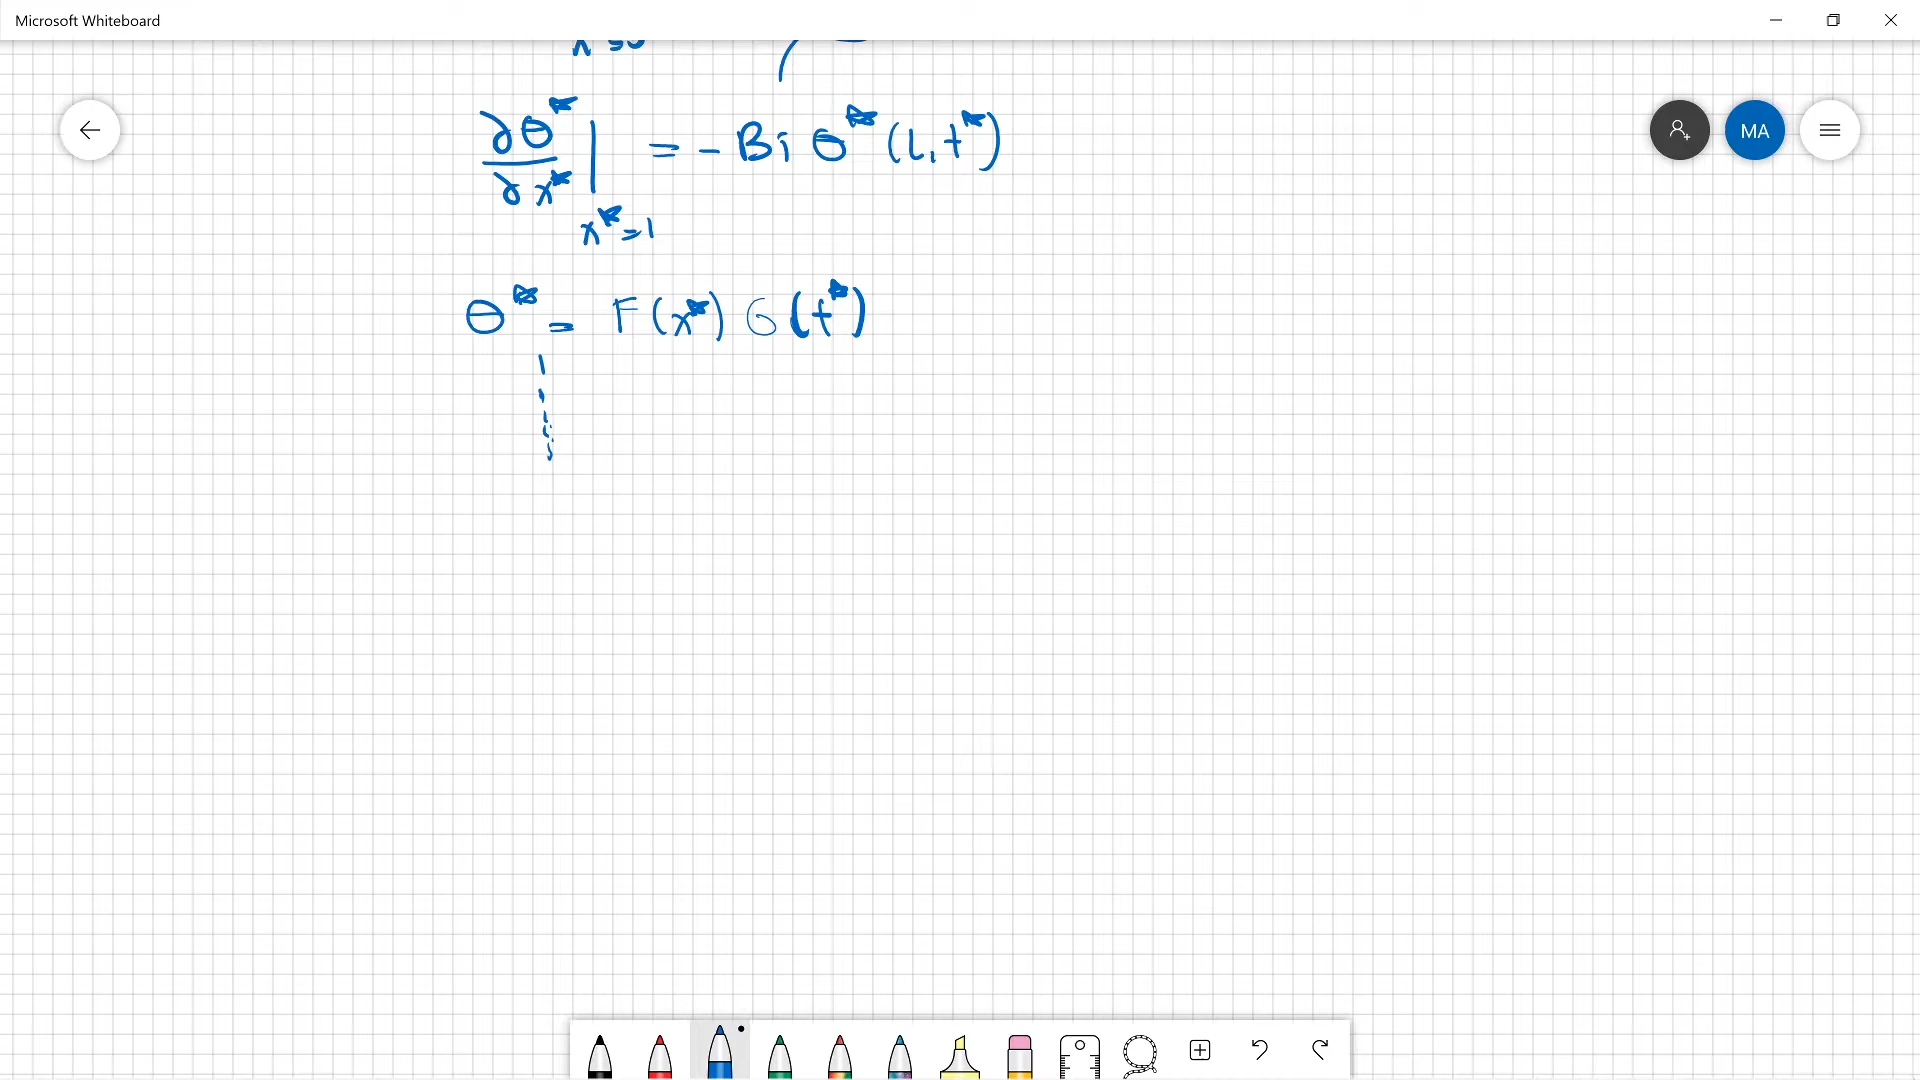 Microsoft Whiteboard
MA
∂θ*/∂x* |x*=1 = - Bi θ* (1, t*)
θ* = F(x*) G(t*)